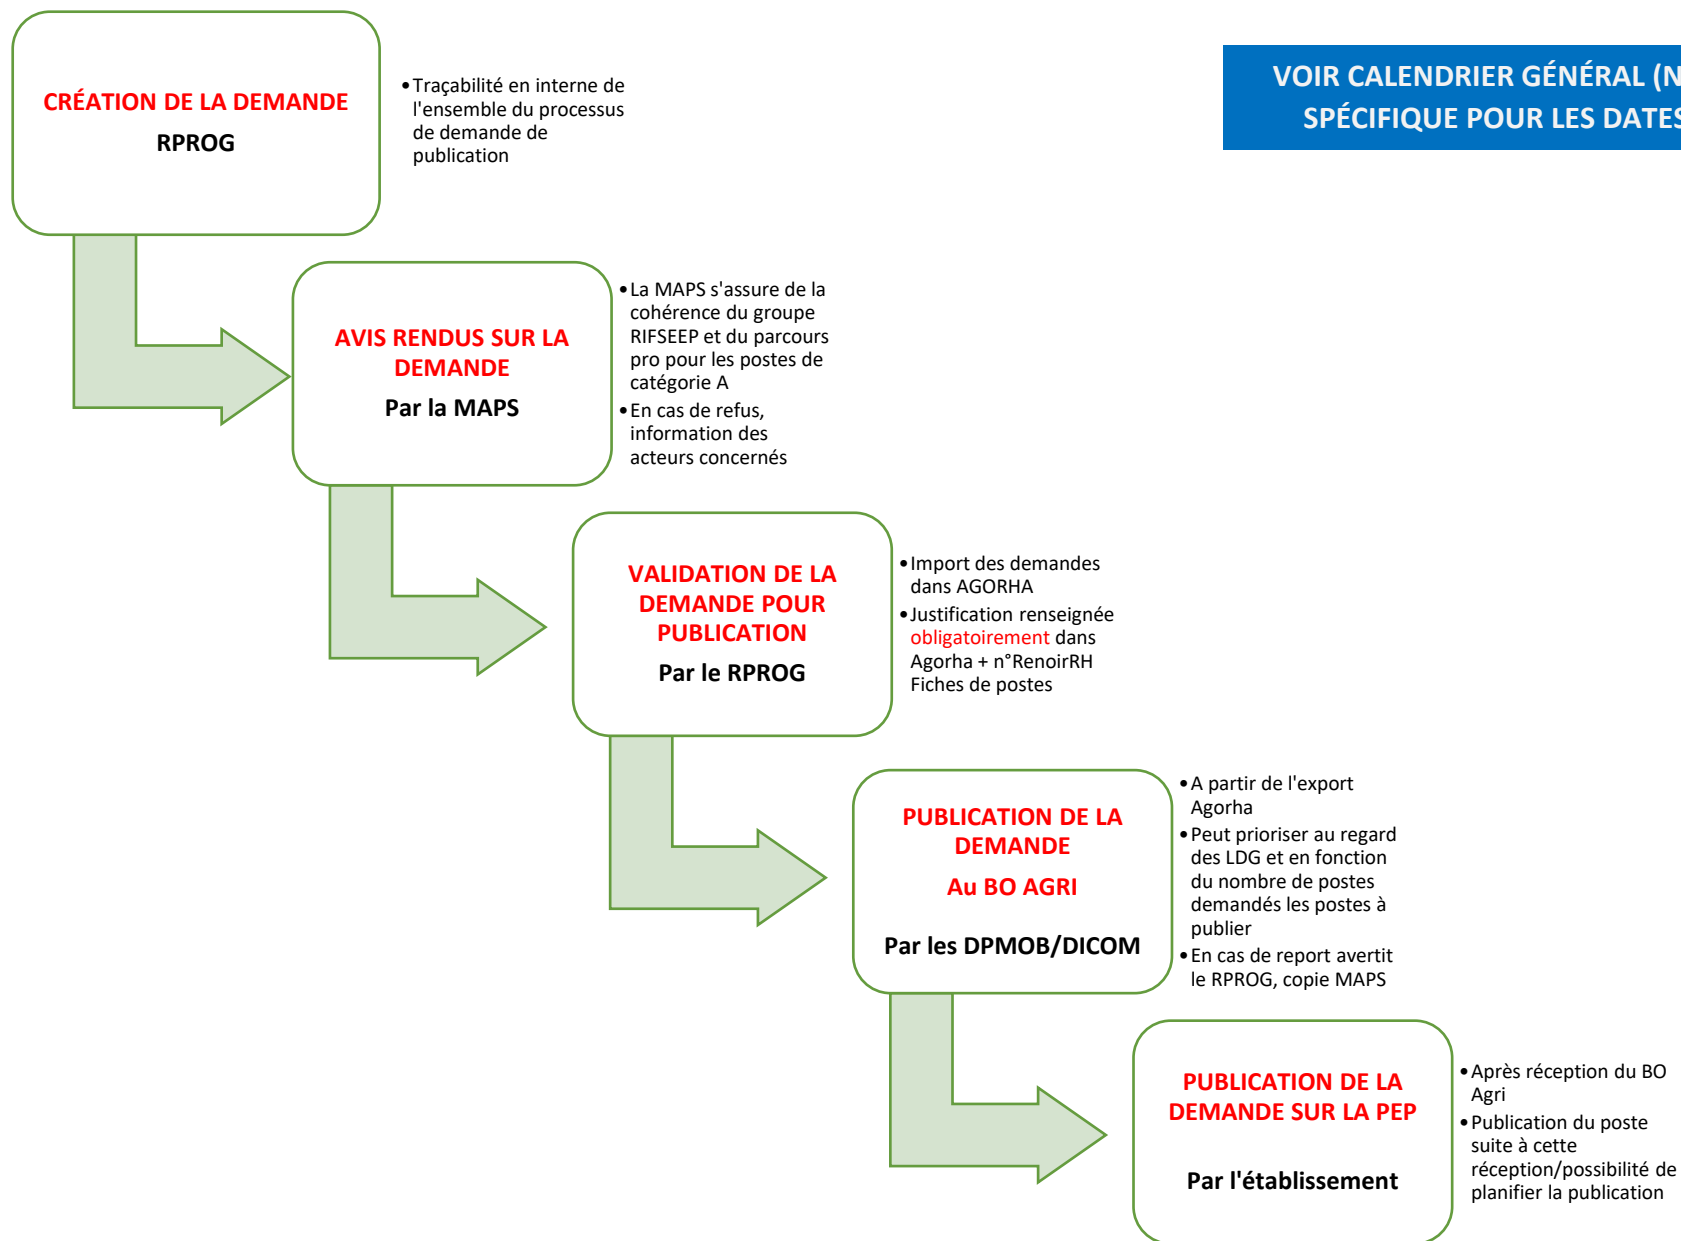 VOIR CALENDRIER GÉNÉRAL (N
SPÉCIFIQUE POUR LES DATES
CRÉATION DE LA DEMANDE
RPROG
•Traçabilité en interne de
l'ensemble du processus
de demande de
publication
AVIS RENDUS SUR LA
DEMANDE
Par la MAPS
•La MAPS s'assure de la
cohérence du groupe
RIFSEEP et du parcours
pro pour les postes de
catégorie A
•En cas de refus,
information des
acteurs concernés
VALIDATION DE LA
DEMANDE POUR
PUBLICATION
Par le RPROG
•Import des demandes
dans AGORHA
•Justification renseignée
obligatoirement dans
Agorha + n°RenoirRH
Fiches de postes
PUBLICATION DE LA
DEMANDE
Au BO AGRI
Par les DPMOB/DICOM
•A partir de l'export
Agorha
•Peut prioriser au regard
des LDG et en fonction
du nombre de postes
demandés les postes à
publier
•En cas de report avertit
le RPROG, copie MAPS
PUBLICATION DE LA
DEMANDE SUR LA PEP
Par l'établissement
•Après réception du BO
Agri
•Publication du poste
suite à cette
réception/possibilité de
planifier la publication